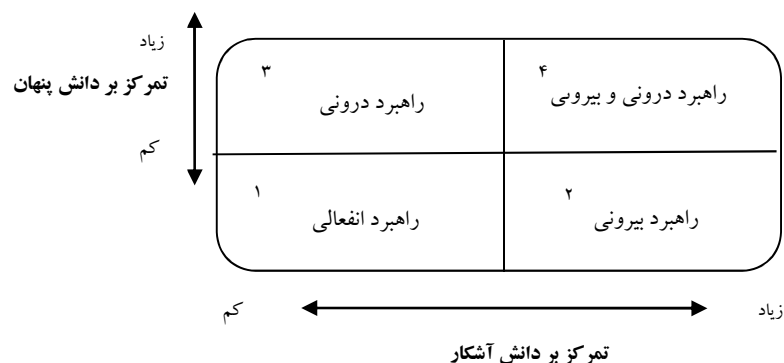 زیاد
تمرکز بر دانش پنهان
کم
۳
راهبرد درونی
۴
راهبرد درونی و بیرونی
۱
راهبرد انفعالی
۲
راهبرد بیرونی
کم
زیاد
تمرکز بر دانش آشکار